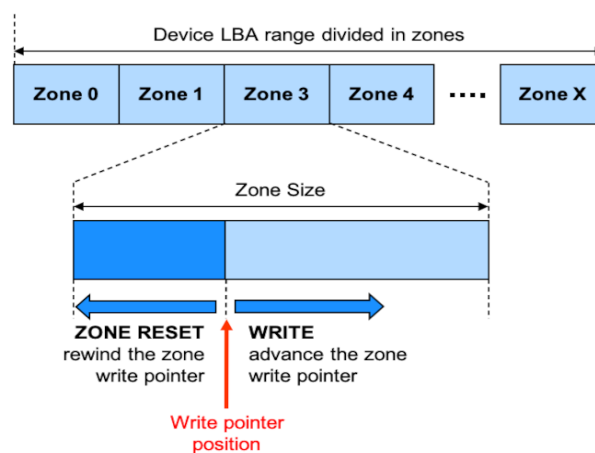 Device LBA range divided in zones
Zone 0 Zone 1 Zone 3 Zone 4 .... Zone X
Zone Size
ZONE RESET
rewind the zone
write pointer
WRITE
advance the zone
write pointer
Write pointer
position